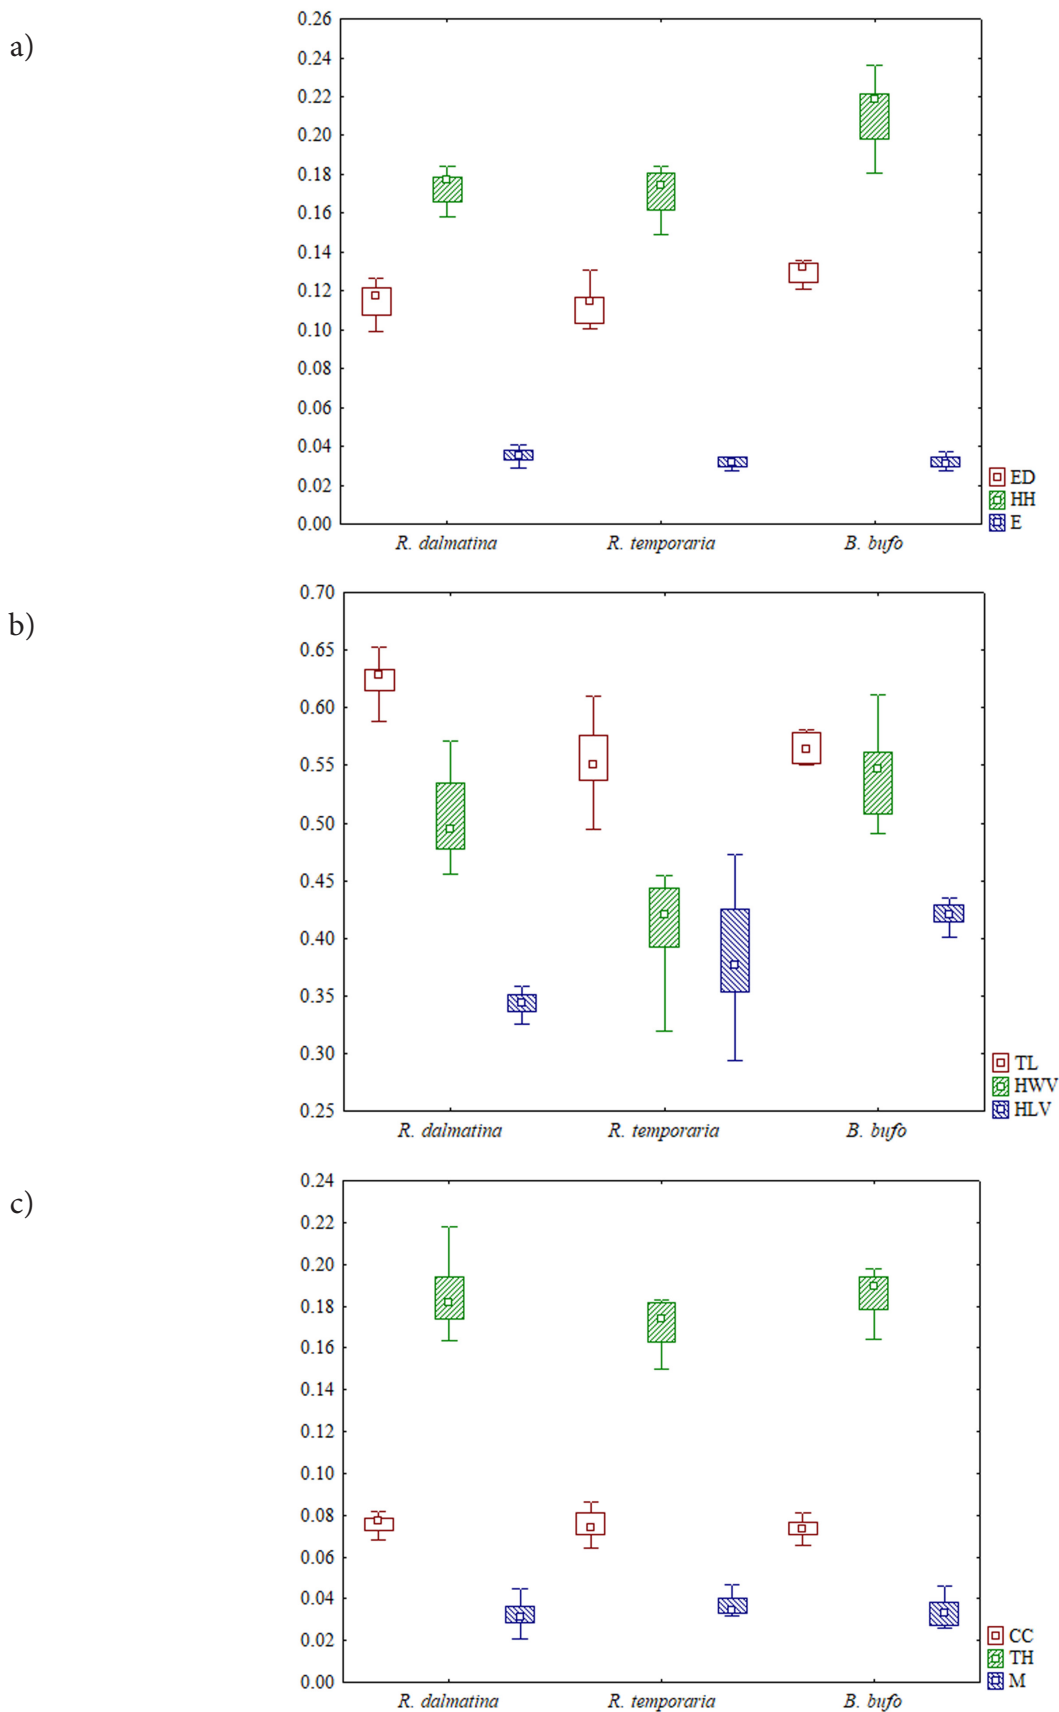 a)
0.26
0.24
0.22
0.20
0.18
0.16
0.14
0.12
0.10
0.08
0.06
0.04
0.02
0.00
R. dalmatina R. temporaria B. bufo
ED
HH
E
b)
0.70
0.65
0.60
0.55
0.50
0.45
0.40
0.35
0.30
0.25
R. dalmatina R. temporaria B. bufo
TL
HWV
HLV
c)
0.24
0.22
0.20
0.18
0.16
0.14
0.12
0.10
0.08
0.06
0.04
0.02
0.00
R. dalmatina R. temporaria B. bufo
CC
TH
M